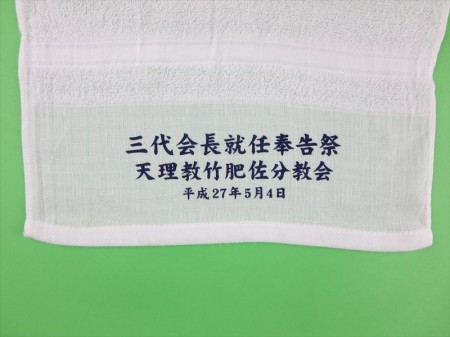 三代会長就任奉告祭
天理教竹肥佐分教会
平成27年5月4日